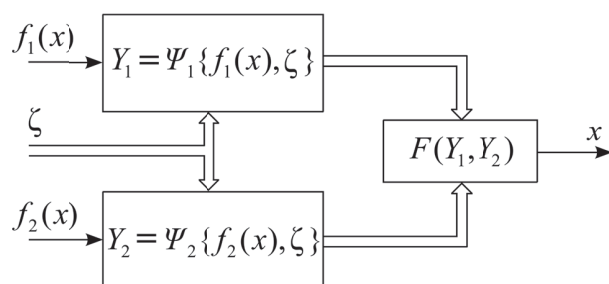 f₁(x)
Y₁ = Ψ₁{f₁(x), ζ}
ζ
F(Y₁, Y₂)
x
f₂(x)
Y₂ = Ψ₂{f₂(x), ζ}